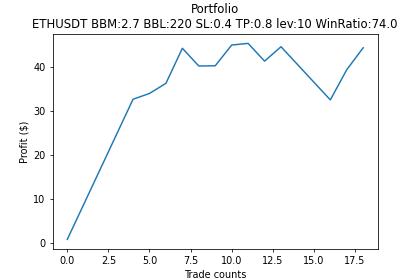 Portfolio
ETHUSDT BBM:2.7 BBL:220 SL:0.4 TP:0.8 lev:10 WinRatio:74.0
40
30
20
10
0
Profit ($)
0.0 2.5 5.0 7.5 10.0 12.5 15.0 17.5
Trade counts